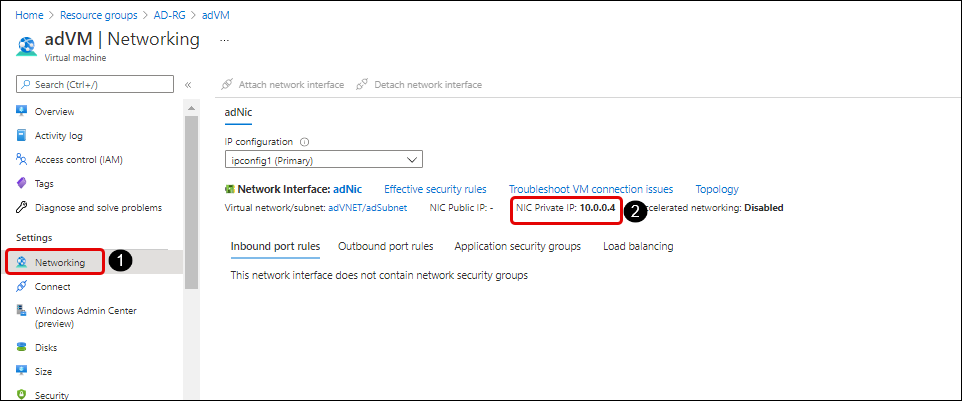 Home > Resource groups > AD-RG > adVM
adVM | Networking ...
Virtual machine
Search (Ctrl+/) «
Attach network interface Detach network interface
Overview
Activity log
Access control (IAM)
Tags
Diagnose and solve problems
Settings
Networking 1
Connect
Windows Admin Center
(preview)
Disks
Size
Security
adNic
IP configuration
ipconfig1 (Primary)
Network Interface: adNic Effective security rules Troubleshoot VM connection issues Topology
Virtual network/subnet: adVNET/adSubnet NIC Public IP: - NIC Private IP: 10.0.0.4 2 ccelerated networking: Disabled
Inbound port rules Outbound port rules Application security groups Load balancing
This network interface does not contain network security groups